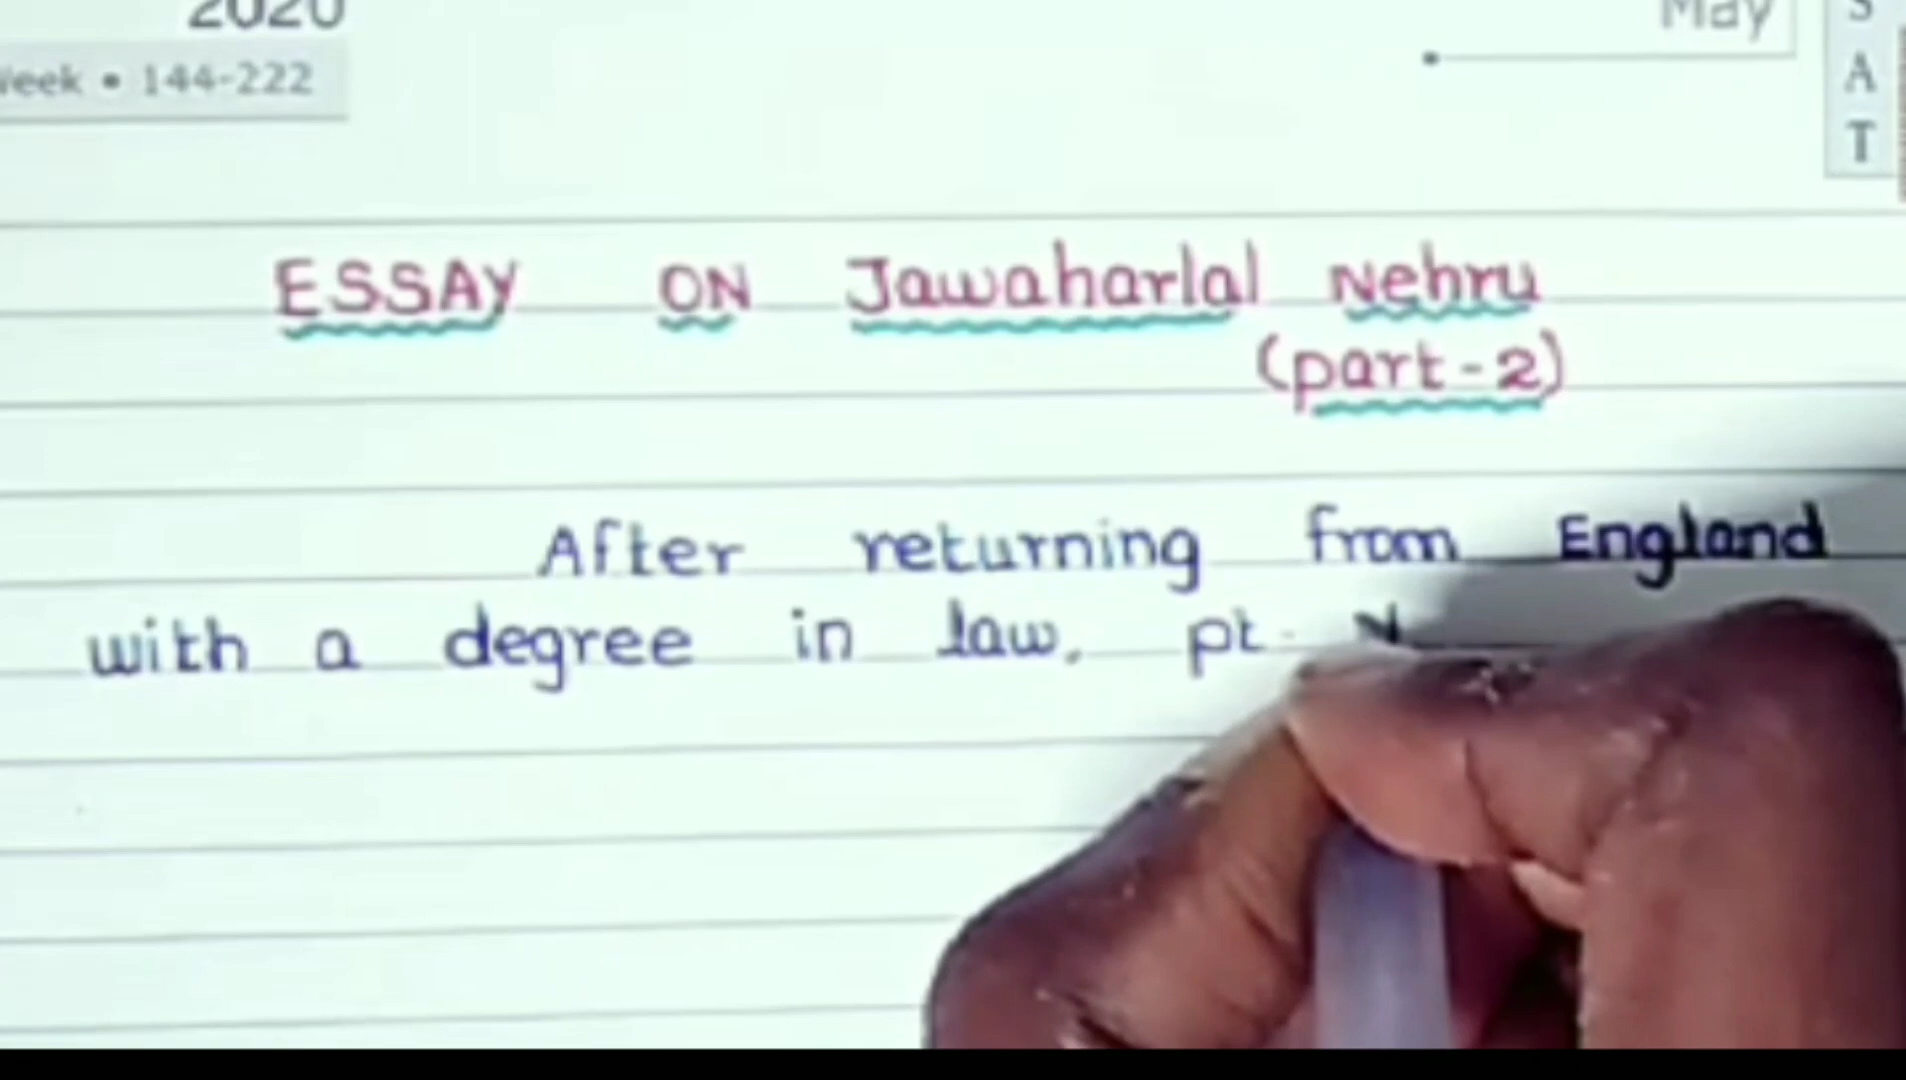 2020
Week • 144-222
May
SAT
ESSAY ON Jawaharlal Nehru
(part-2)
After returning from England
with a degree in law, pt.